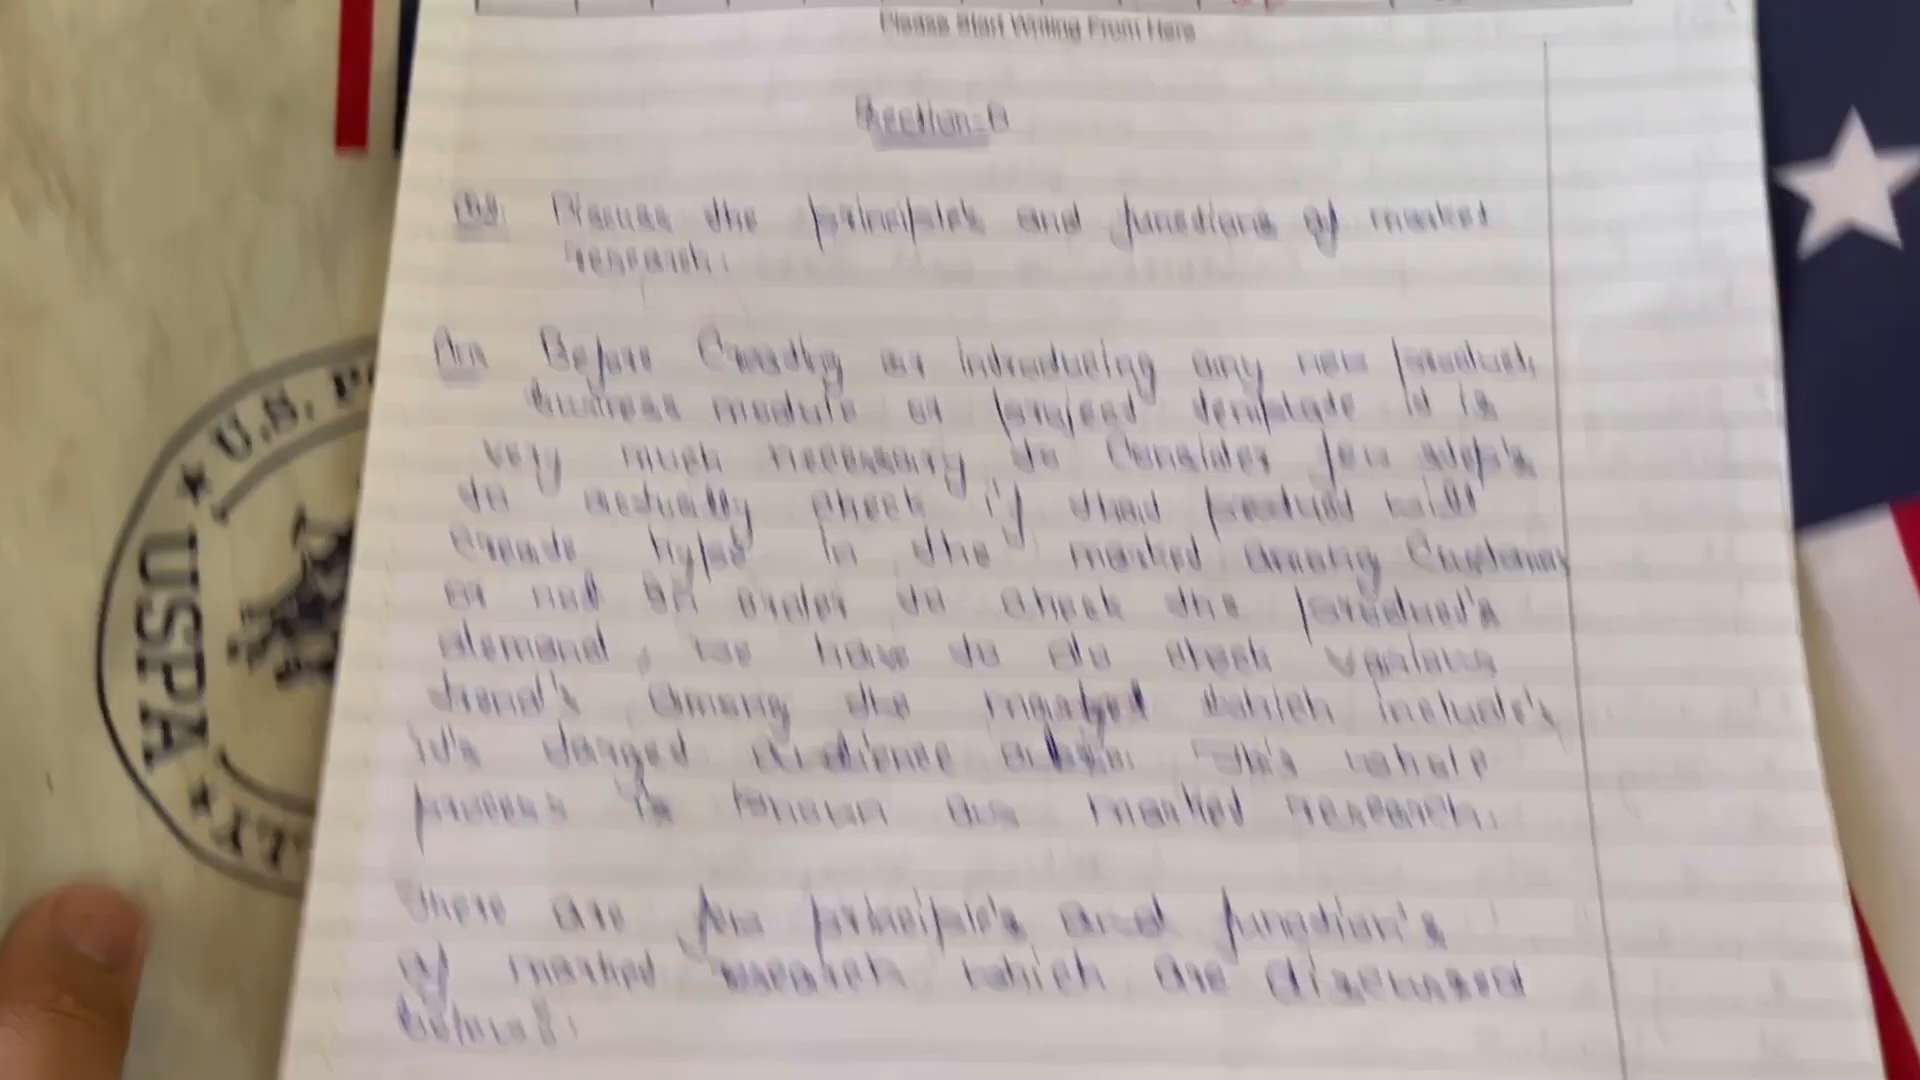 Please Start Writing From Here
Section-A
Discuss the principle's and functions of market
research.
Ans Before Creating or introducing any new product,
business module or project template it is
very much necessary to Consider few step's
to actually check if that product will
create hype in the market among Customers
or not In order to check the product's
demand, we have to do check various
trend's among the market which include's
it's target audience This whole
process is known as market research.
There are few principle's and function's
of market research which are discussed
below:
U.S.
USPA